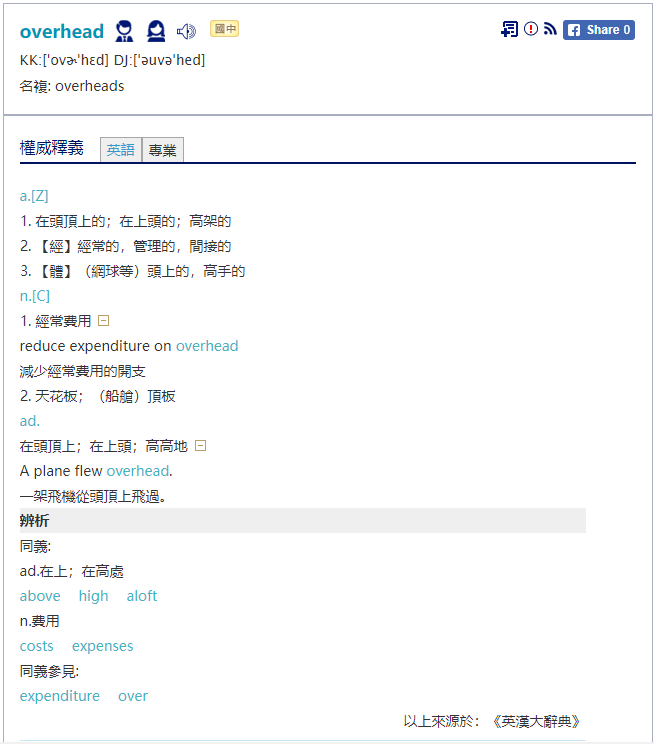 overhead 國中 Share 0
KK:[ˈovɚˈhɛd] DJ:[ˈəuvəˈhed]
名複: overheads
權威釋義 英語 專業
a.[Z]
1. 在頭頂上的；在上頭的；高架的
2. 【經】經常的，管理的，間接的
3. 【體】（網球等）頭上的，高手的
n.[C]
1. 經常費用
reduce expenditure on overhead
減少經常費用的開支
2. 天花板；（船艙）頂板
ad.
在頭頂上；在上頭；高高地
A plane flew overhead.
一架飛機從頭頂上飛過。
辨析
同義:
ad.在上；在高處
above high aloft
n.費用
costs expenses
同義參見:
expenditure over
以上來源於：《英漢大辭典》